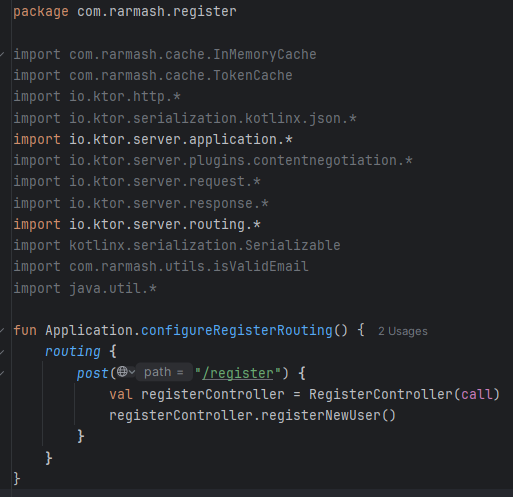 package com.rarmash.register
import com.rarmash.cache.InMemoryCache
import com.rarmash.cache.TokenCache
import io.ktor.http.*
import io.ktor.serialization.kotlinx.json.*
import io.ktor.server.application.*
import io.ktor.server.plugins.contentnegotiation.*
import io.ktor.server.request.*
import io.ktor.server.response.*
import io.ktor.server.routing.*
import kotlinx.serialization.Serializable
import com.rarmash.utils.isValidEmail
import java.util.*
fun Application.configureRegisterRouting() { 2 Usages
routing {
post( path = "/register") {
val registerController = RegisterController(call)
registerController.registerNewUser()
}
}
}